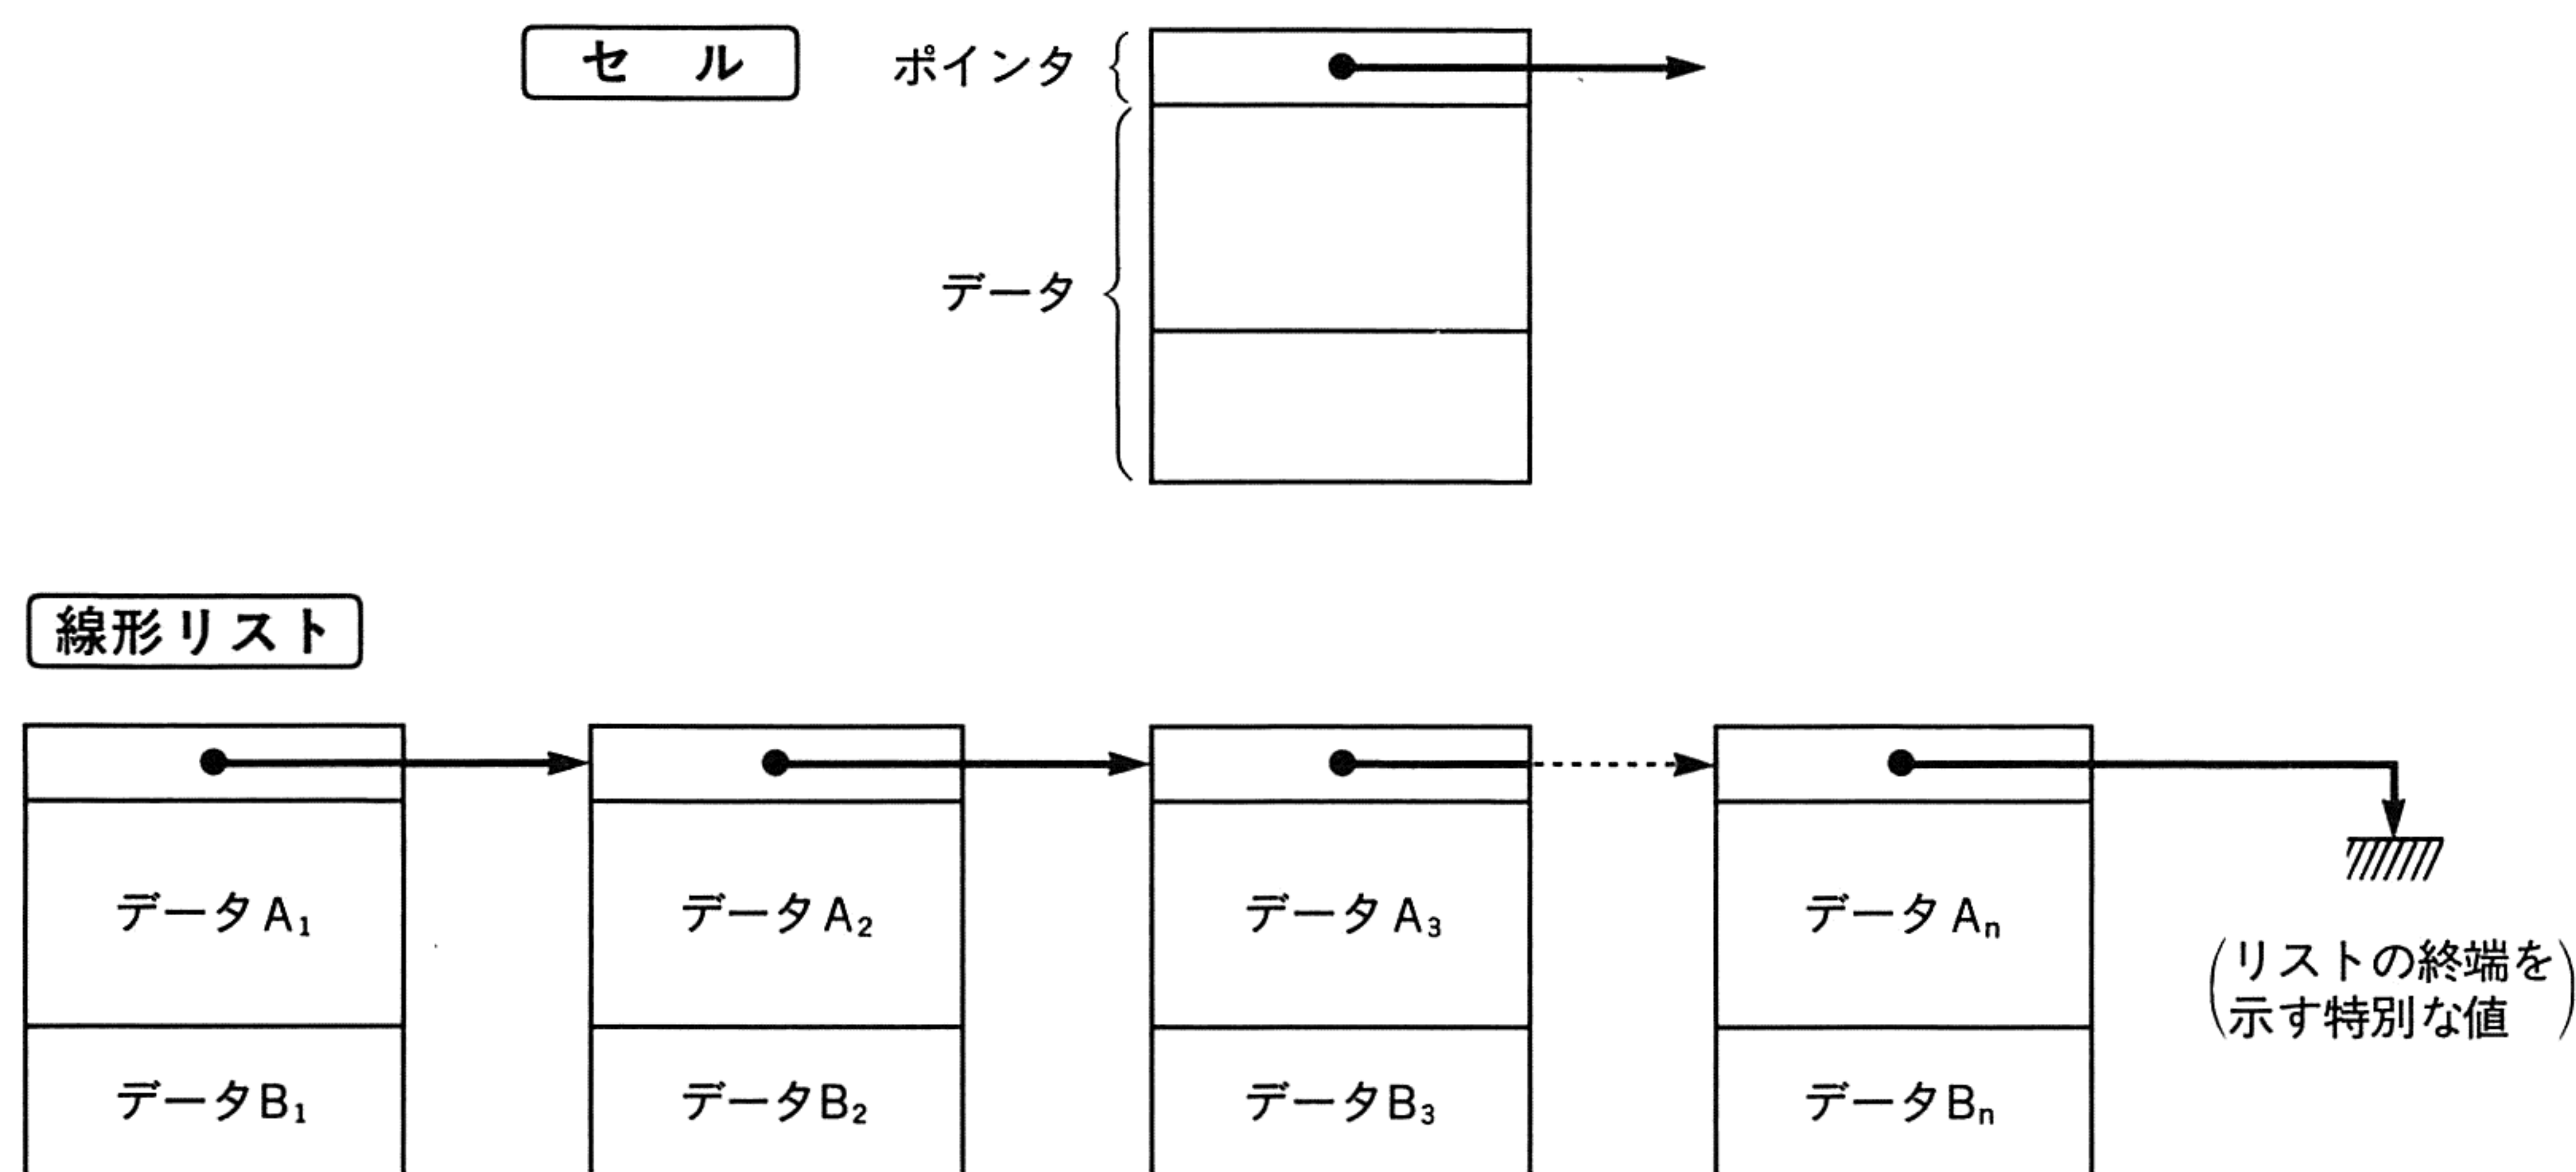 セル
ポインタ
データ
線形リスト
データA₁
データA₂
データA₃
データAₙ
リストの終端を
示す特別な値
データB₁
データB₂
データB₃
データBₙ